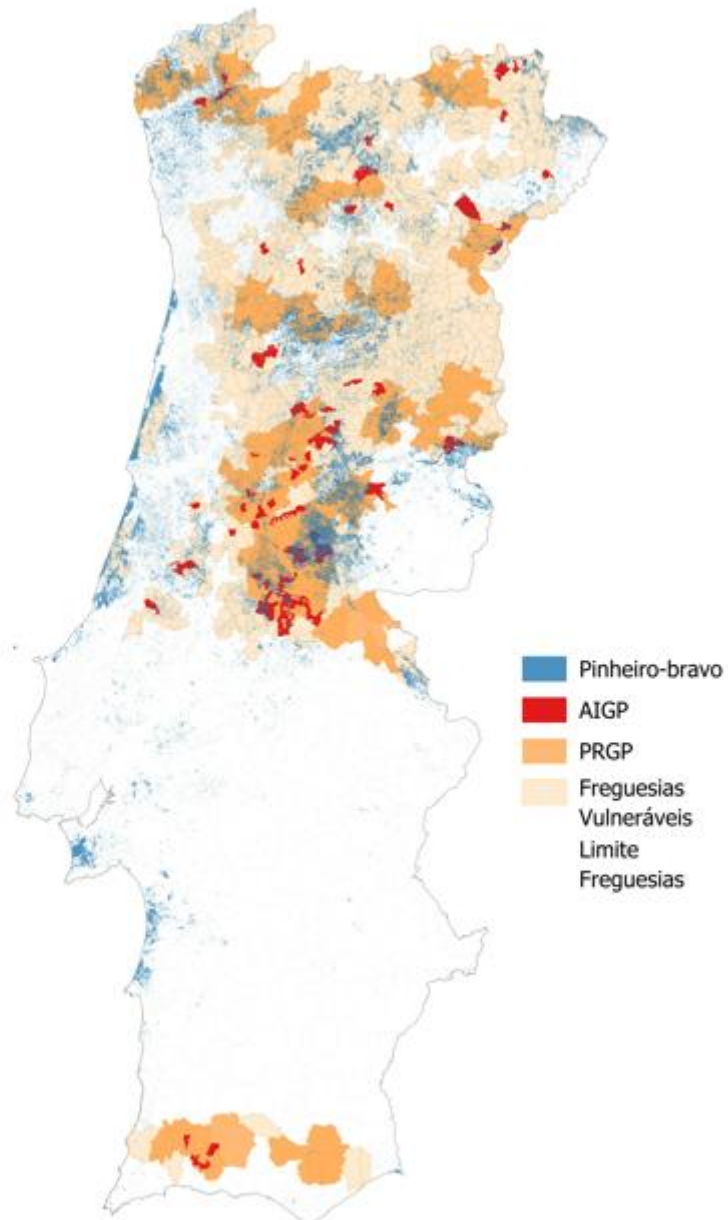 Pinheiro-bravo
AIGP
PRGP
Freguesias
Vulneráveis
Limite
Freguesias